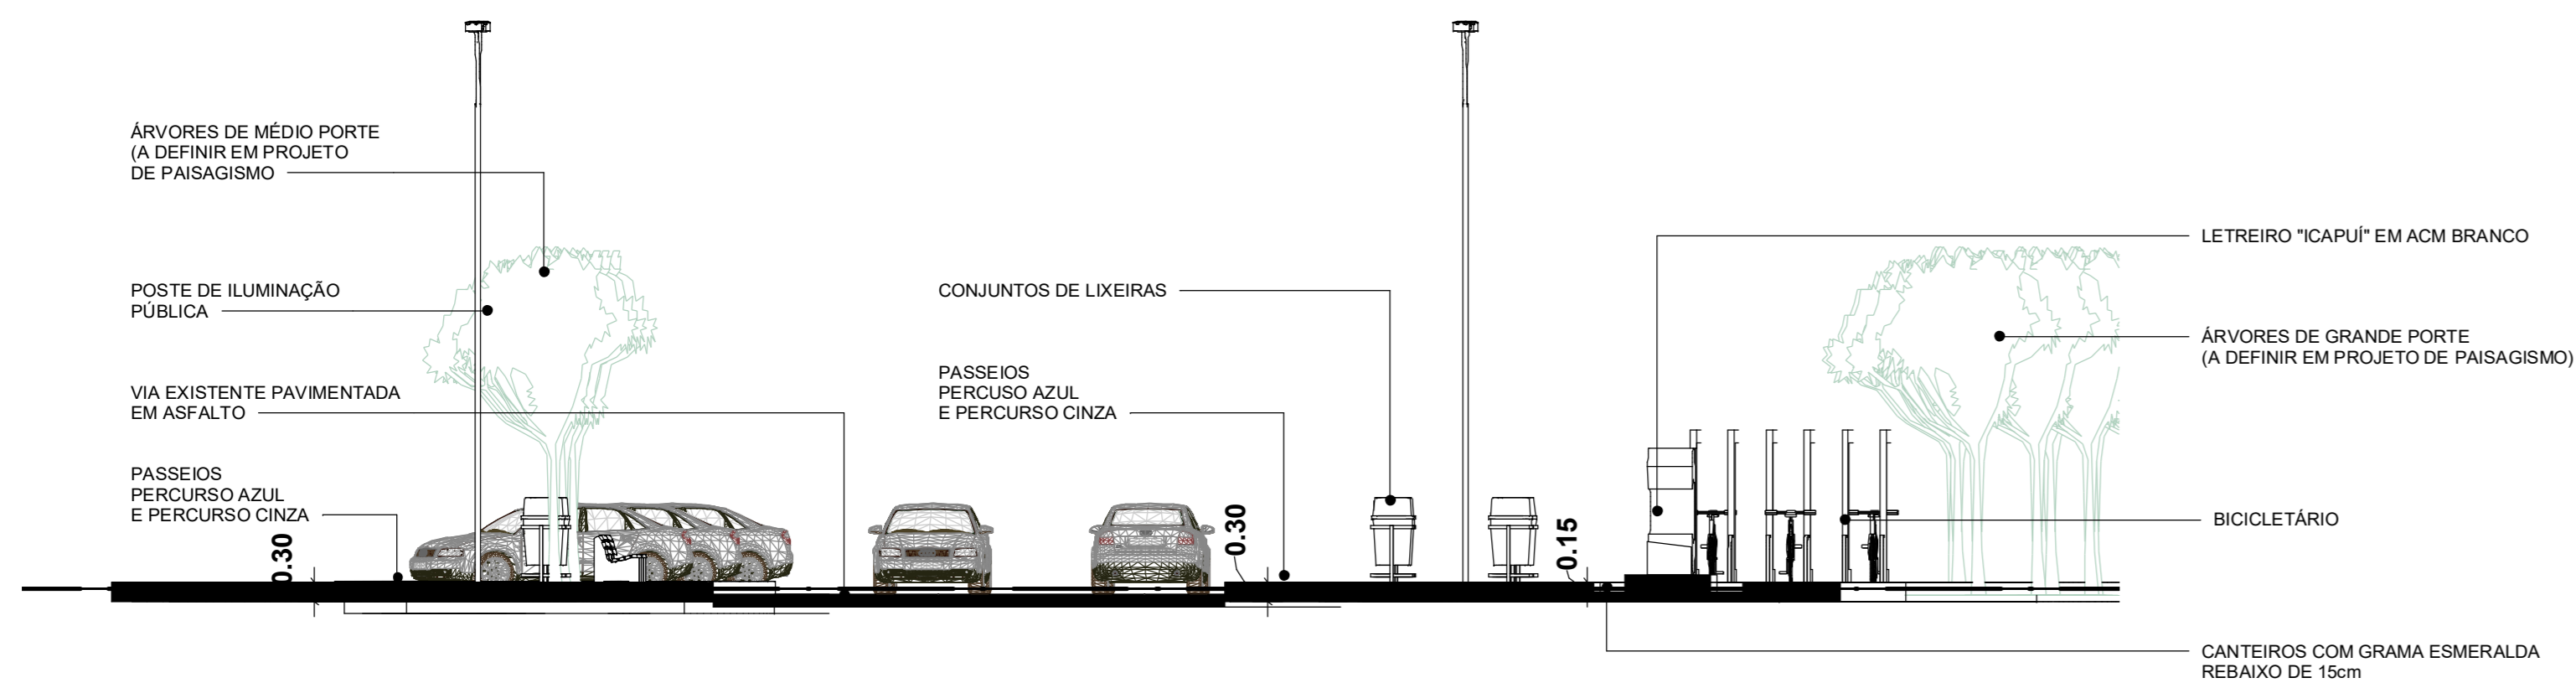 ÁRVORES DE MÉDIO PORTE
(A DEFINIR EM PROJETO
DE PAISAGISMO
POSTE DE ILUMINAÇÃO
PÚBLICA
VIA EXISTENTE PAVIMENTADA
EM ASFALTO
PASSEIOS
PERCURSO AZUL
E PERCURSO CINZA
0.30
CONJUNTOS DE LIXEIRAS
PASSEIOS
PERCUSO AZUL
E PERCURSO CINZA
0.30
0.15
LETREIRO "ICAPUÍ" EM ACM BRANCO
ÁRVORES DE GRANDE PORTE
(A DEFINIR EM PROJETO DE PAISAGISMO)
BICICLETÁRIO
CANTEIROS COM GRAMA ESMERALDA
REBAIXO DE 15cm